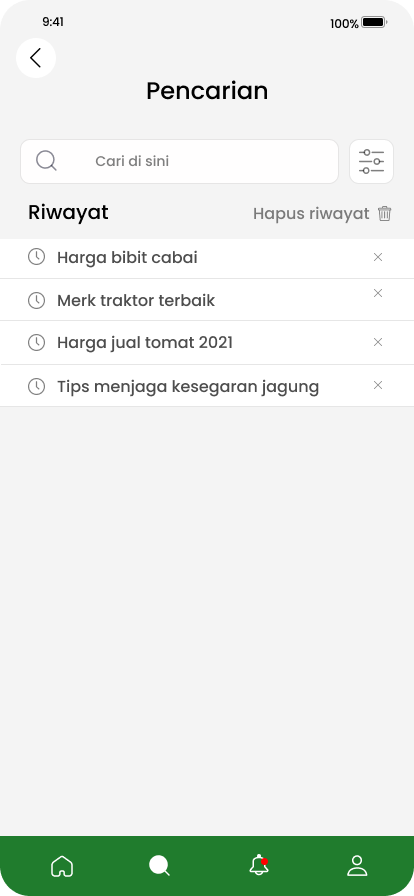 9:41
100%
Pencarian
Cari di sini
Riwayat
Hapus riwayat
Harga bibit cabai
Merk traktor terbaik
Harga jual tomat 2021
Tips menjaga kesegaran jagung